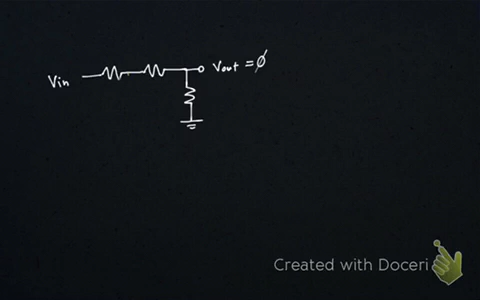 Vin
Vout = ∅
Created with Doceri